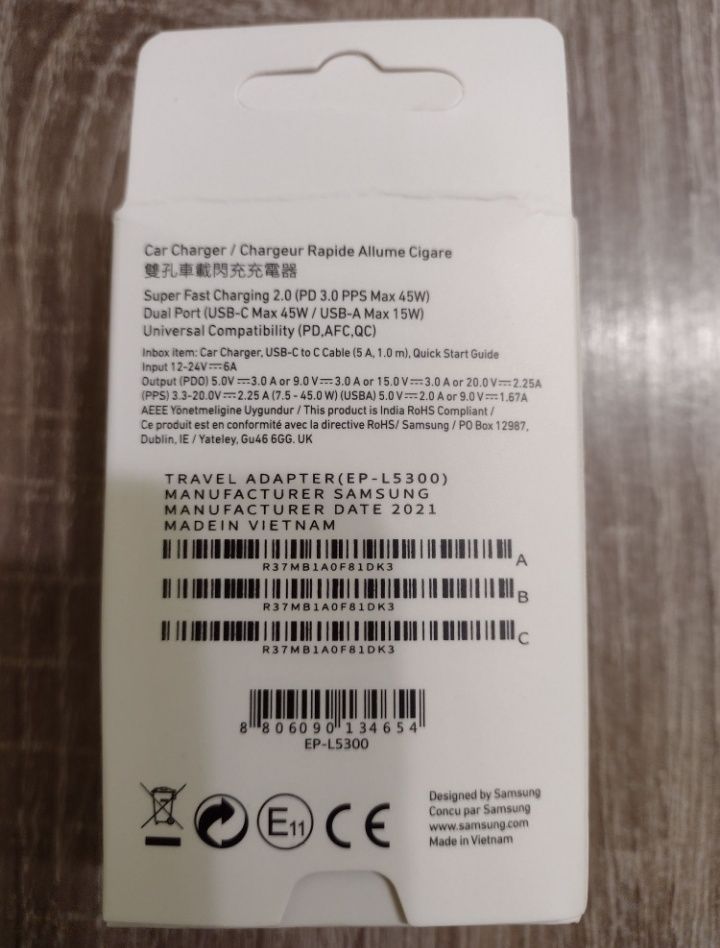 Car Charger / Chargeur Rapide Allume Cigare
雙孔車載閃充充電器
Super Fast Charging 2.0 (PD 3.0 PPS Max 45W)
Dual Port (USB-C Max 45W / USB-A Max 15W)
Universal Compatibility (PD,AFC,QC)
Inbox item: Car Charger, USB-C to C Cable (5 A, 1.0 m), Quick Start Guide
Input 12-24V⎓6A
Output (PDO) 5.0V⎓3.0 A or 9.0V⎓3.0 A or 15.0V⎓3.0 A or 20.0V⎓2.25A
(PPS) 3.3-20.0V⎓2.25 A (7.5 - 45.0 W) (USBA) 5.0V⎓2.0 A or 9.0V⎓1.67A
AEEE Yönetmeligine Uygundur / This product is India RoHS Compliant /
Ce produit est en conformité avec la directive RoHS/ Samsung / PO Box 12987,
Dublin, IE / Yateley, Gu46 6GG. UK
TRAVEL ADAPTER(EP-L5300)
MANUFACTURER SAMSUNG
MANUFACTURER DATE 2021
MADEIN VIETNAM
A
R37MB1A0F81DK3
B
R37MB1A0F81DK3
C
R37MB1A0F81DK3
8 806090 134654
EP-L5300
E11 CE
Designed by Samsung
Concu par Samsung
www.samsung.com
Made in Vietnam